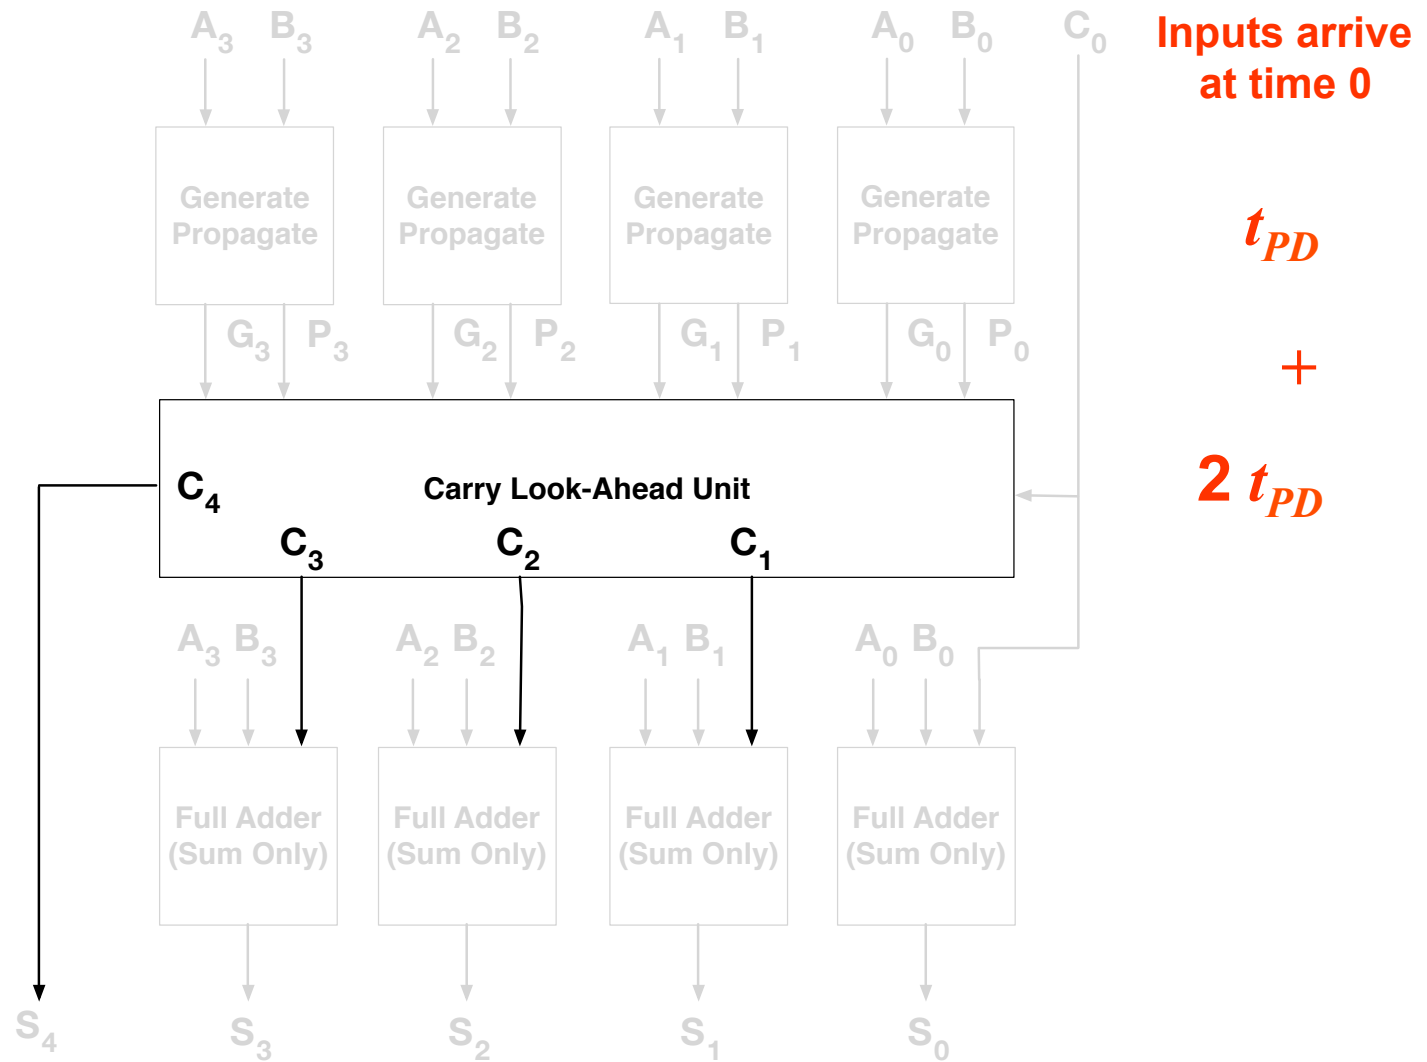 A3 B3 A2 B2 A1 B1 A0 B0 C0
Inputs arrive
at time 0
Generate
Propagate
Generate
Propagate
Generate
Propagate
Generate
Propagate
tPD
G3 P3 G2 P2 G1 P1 G0 P0
+
C4 Carry Look-Ahead Unit
2 tPD
C3 C2 C1
A3 B3 A2 B2 A1 B1 A0 B0
Full Adder
(Sum Only)
Full Adder
(Sum Only)
Full Adder
(Sum Only)
Full Adder
(Sum Only)
S4 S3 S2 S1 S0